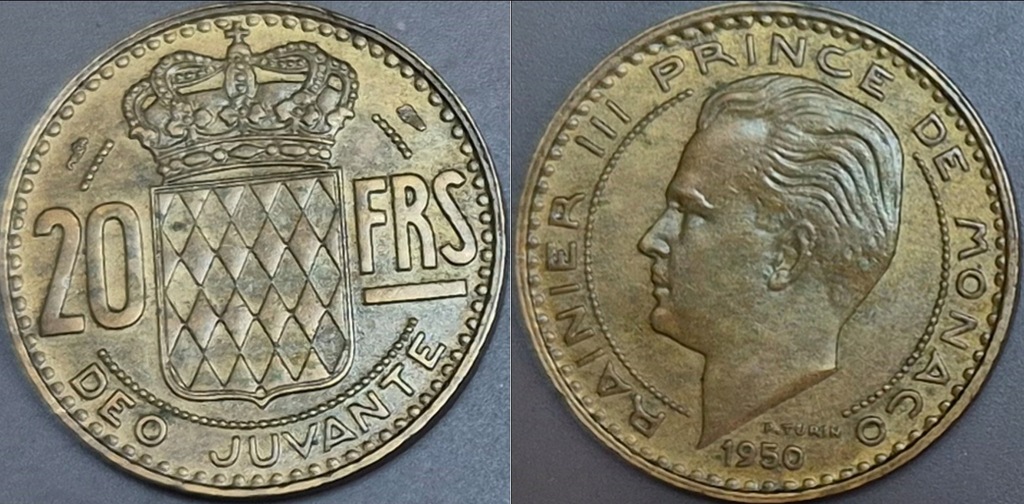 20 FRS
DEO JUVANTE
RAINIER III PRINCE DE MONACO
P. TURIN
1950